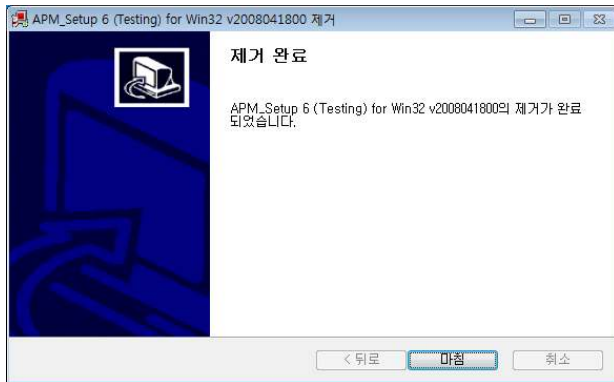 APM_Setup 6 (Testing) for Win32 v2008041800 제거
제거 완료
APM_Setup 6 (Testing) for Win32 v2008041800의 제거가 완료
되었습니다.
< 뒤로
마침
취소